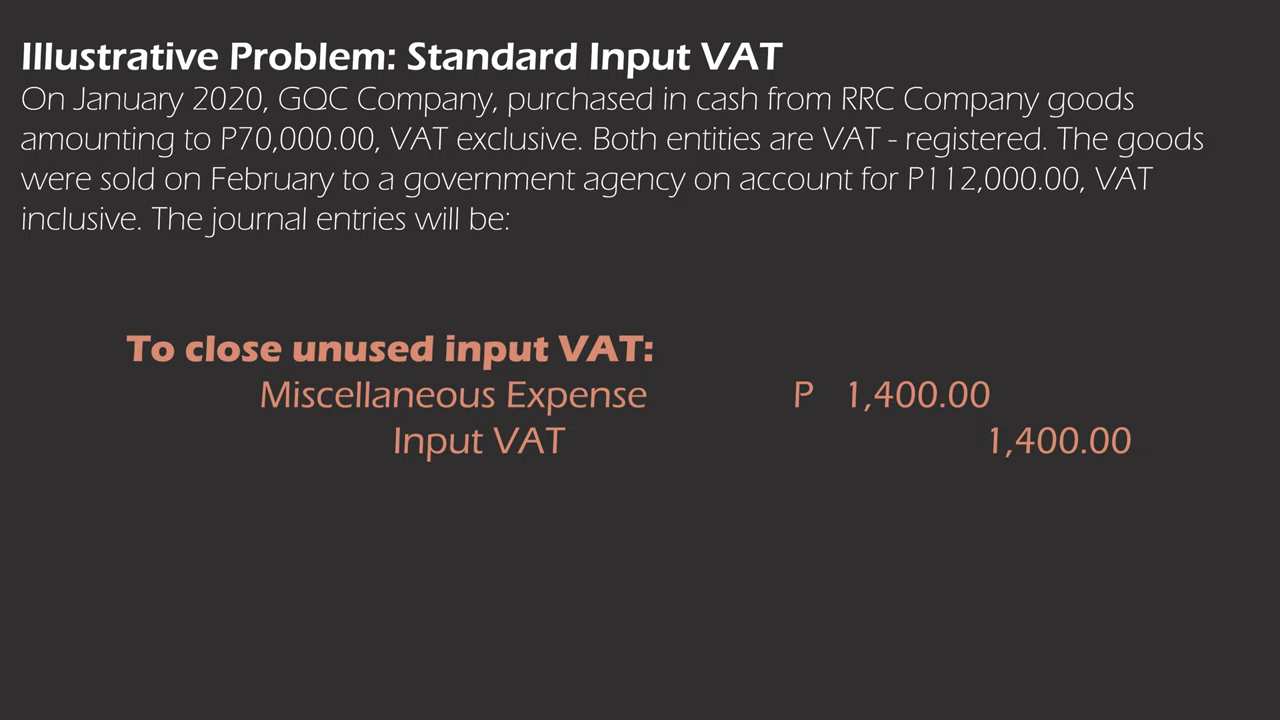 Illustrative Problem: Standard Input VAT
On January 2020, GQC Company, purchased in cash from RRC Company goods
amounting to P70,000.00, VAT exclusive. Both entities are VAT - registered. The goods
were sold on February to a government agency on account for P112,000.00, VAT
inclusive. The journal entries will be:
To close unused input VAT:
Miscellaneous Expense P 1,400.00
Input VAT 1,400.00